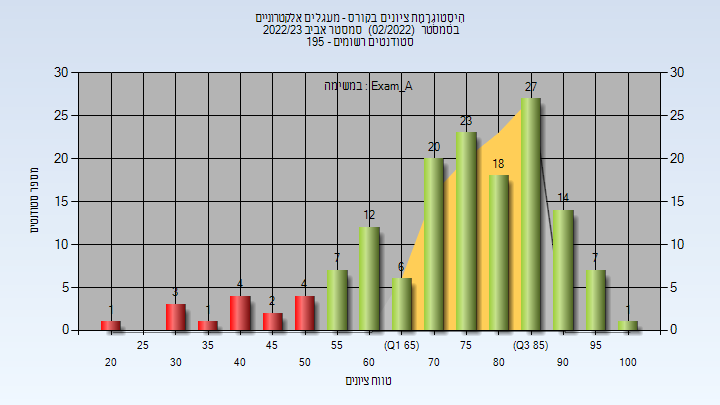 הִיסְטוֹגְרַמַת ציונים בקורס - מעגלים אלקטרוניים
בסמסטר (02/2022) סמסטר אביב 2022/23
סטודנטים רשומים - 195
במשימה : Exam_A
30 30
25 25
20 20
15 15
10 10
5 5
0 0
1 3 1 4 2 4 7 12 6 20 23 18 27 14 7 1
מספר סטודנטים
25 35 45 55 (Q1 65) 75 (Q3 85) 95
20 30 40 50 60 70 80 90 100
טווח ציונים